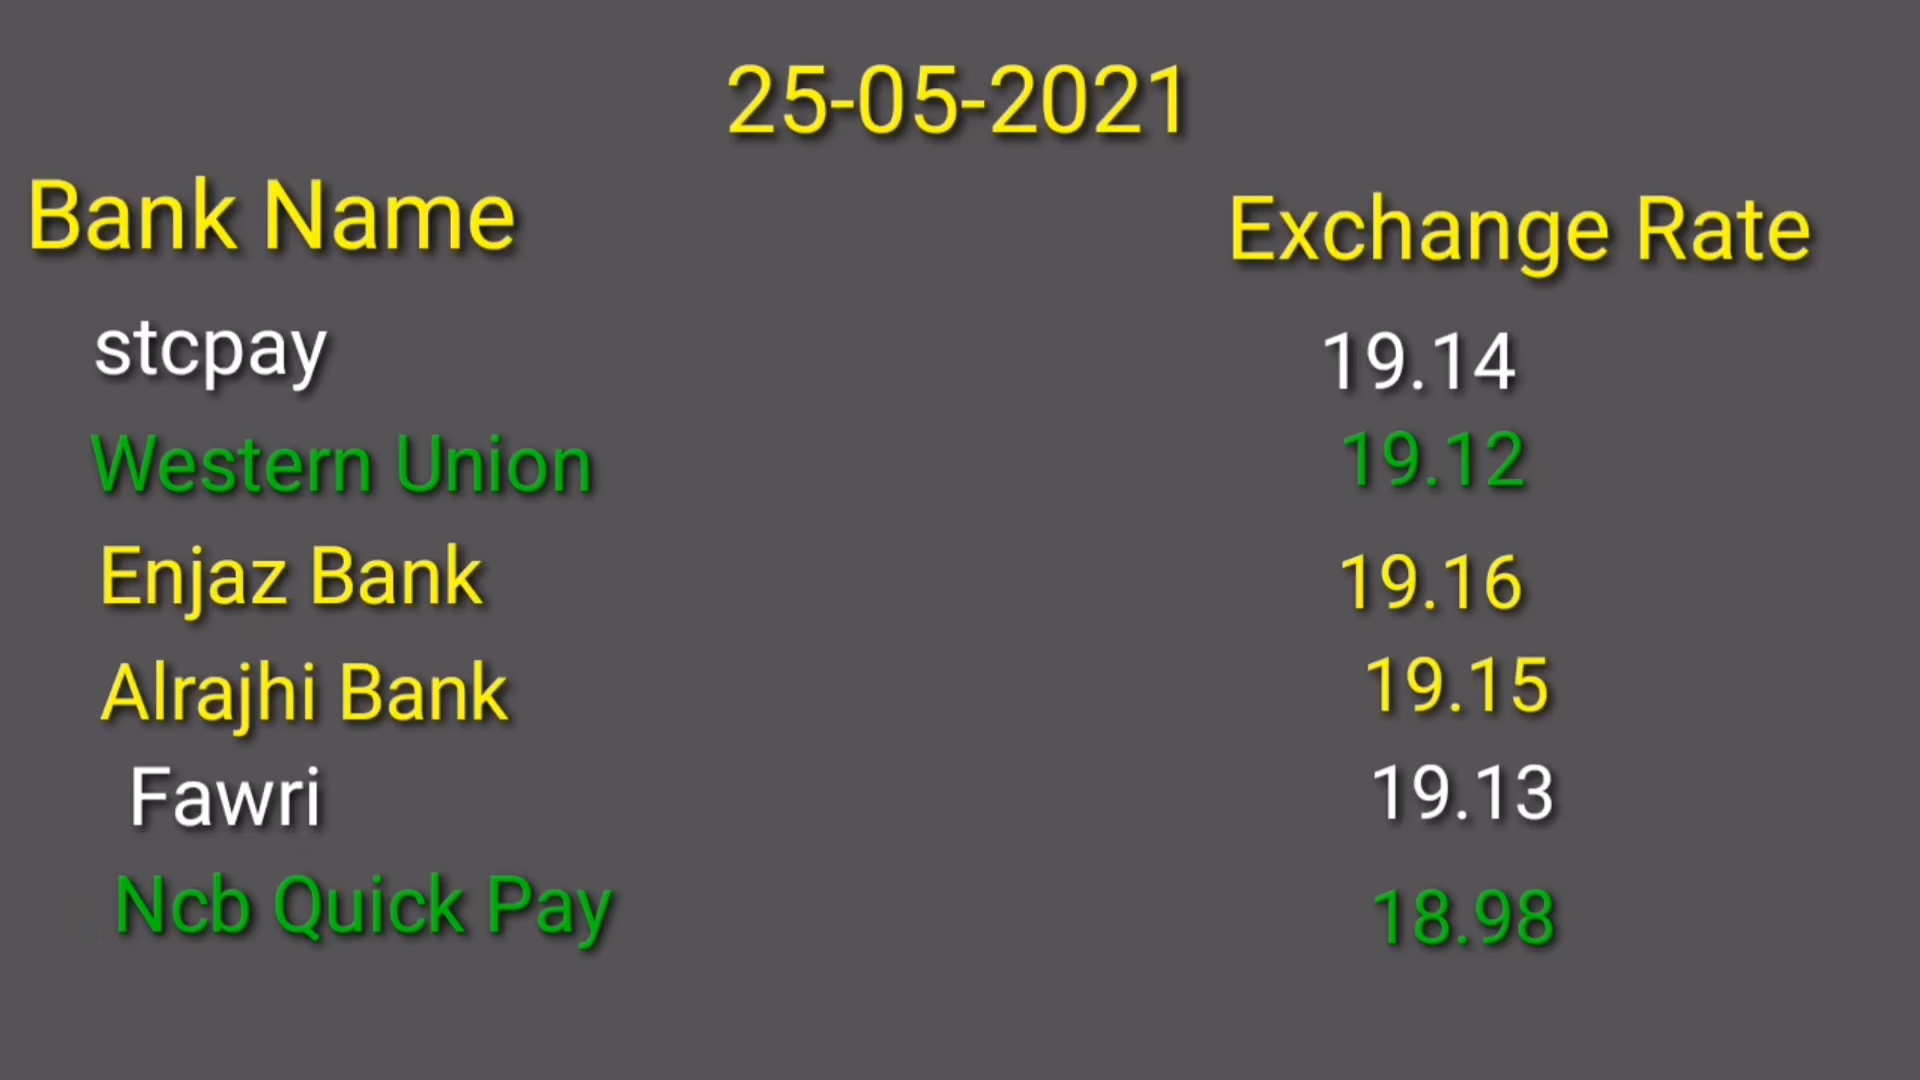 25-05-2021
Bank Name Exchange Rate
stcpay 19.14
Western Union 19.12
Enjaz Bank 19.16
Alrajhi Bank 19.15
Fawri 19.13
Ncb Quick Pay 18.98